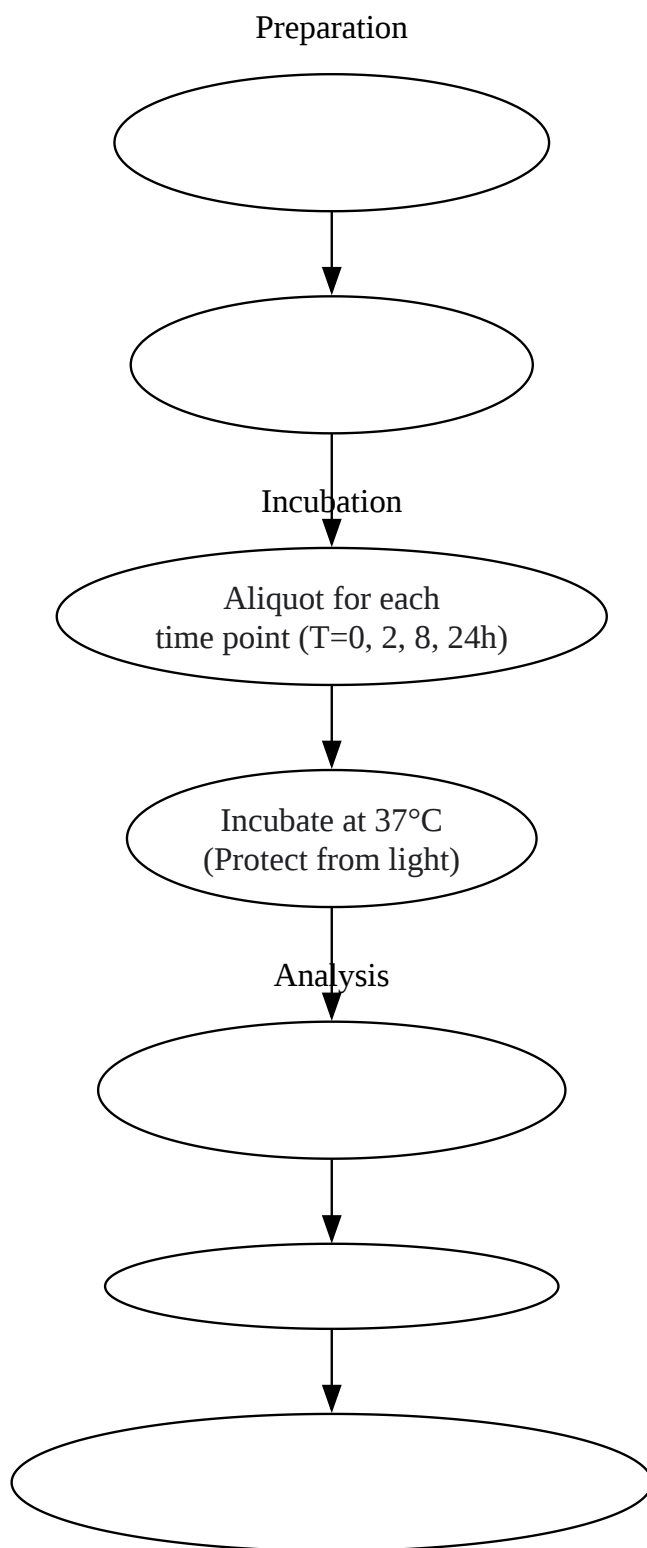 Preparation
Incubation
Aliquot for each
time point (T=0, 2, 8, 24h)
Incubate at 37°C
(Protect from light)
Analysis